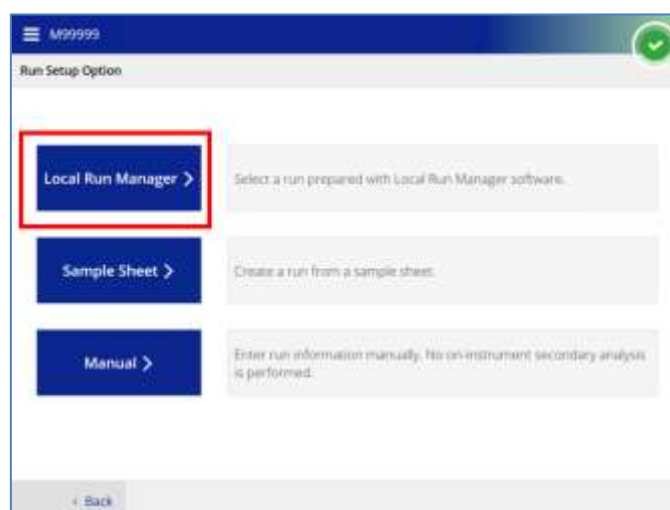 M99999
Run Setup Option
Local Run Manager >
Select a run prepared with Local Run Manager software.
Sample Sheet >
Create a run from a sample sheet.
Manual >
Enter run information manually. No on-instrument secondary analysis
is performed.
< Back